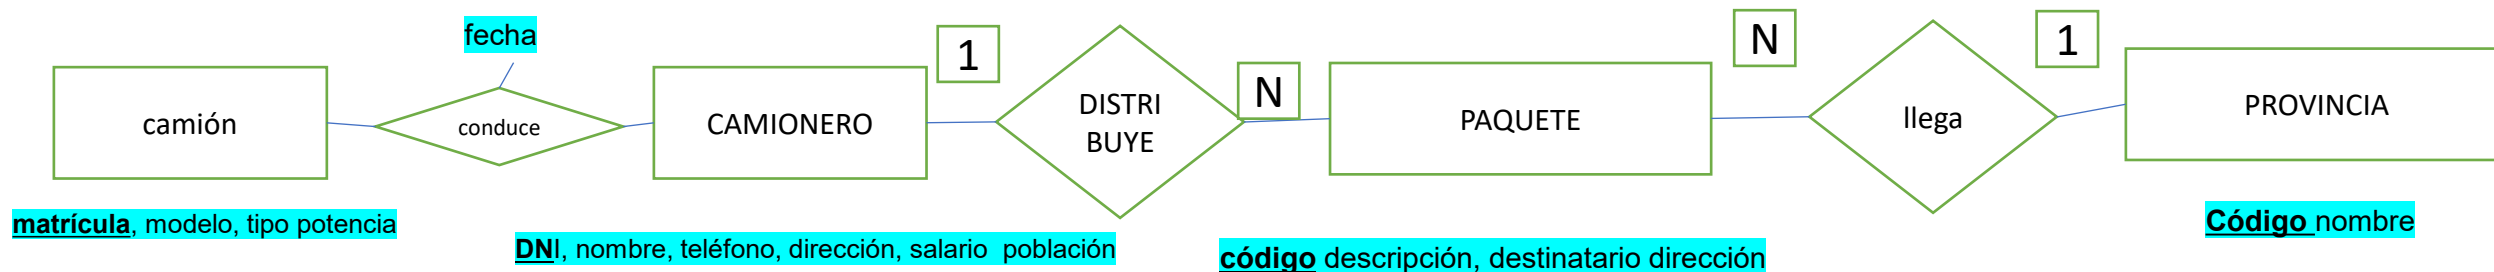 fecha
camión
conduce
CAMIONERO
1
DISTRI
BUYE
N
PAQUETE
N
llega
1
PROVINCIA
matrícula, modelo, tipo potencia
DNI, nombre, teléfono, dirección, salario población
código descripción, destinatario dirección
Código nombre